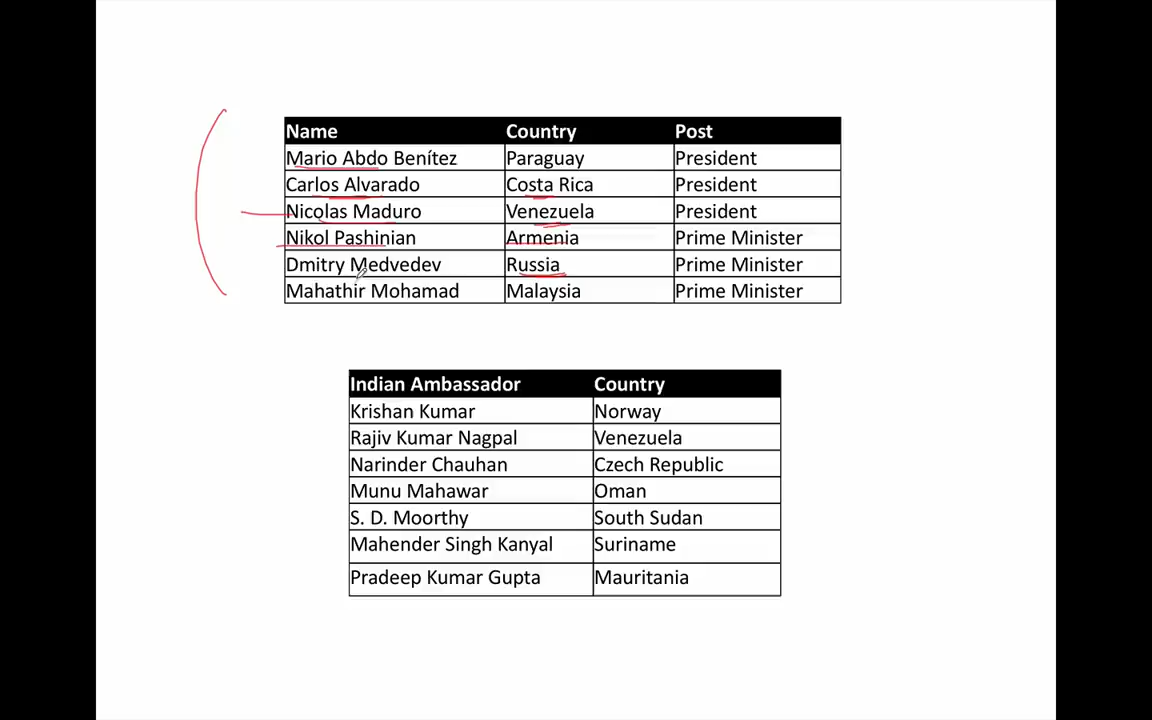 Name Country Post
Mario Abdo Benítez Paraguay President
Carlos Alvarado Costa Rica President
Nicolas Maduro Venezuela President
Nikol Pashinian Armenia Prime Minister
Dmitry Medvedev Russia Prime Minister
Mahathir Mohamad Malaysia Prime Minister
Indian Ambassador Country
Krishan Kumar Norway
Rajiv Kumar Nagpal Venezuela
Narinder Chauhan Czech Republic
Munu Mahawar Oman
S. D. Moorthy South Sudan
Mahender Singh Kanyal Suriname
Pradeep Kumar Gupta Mauritania